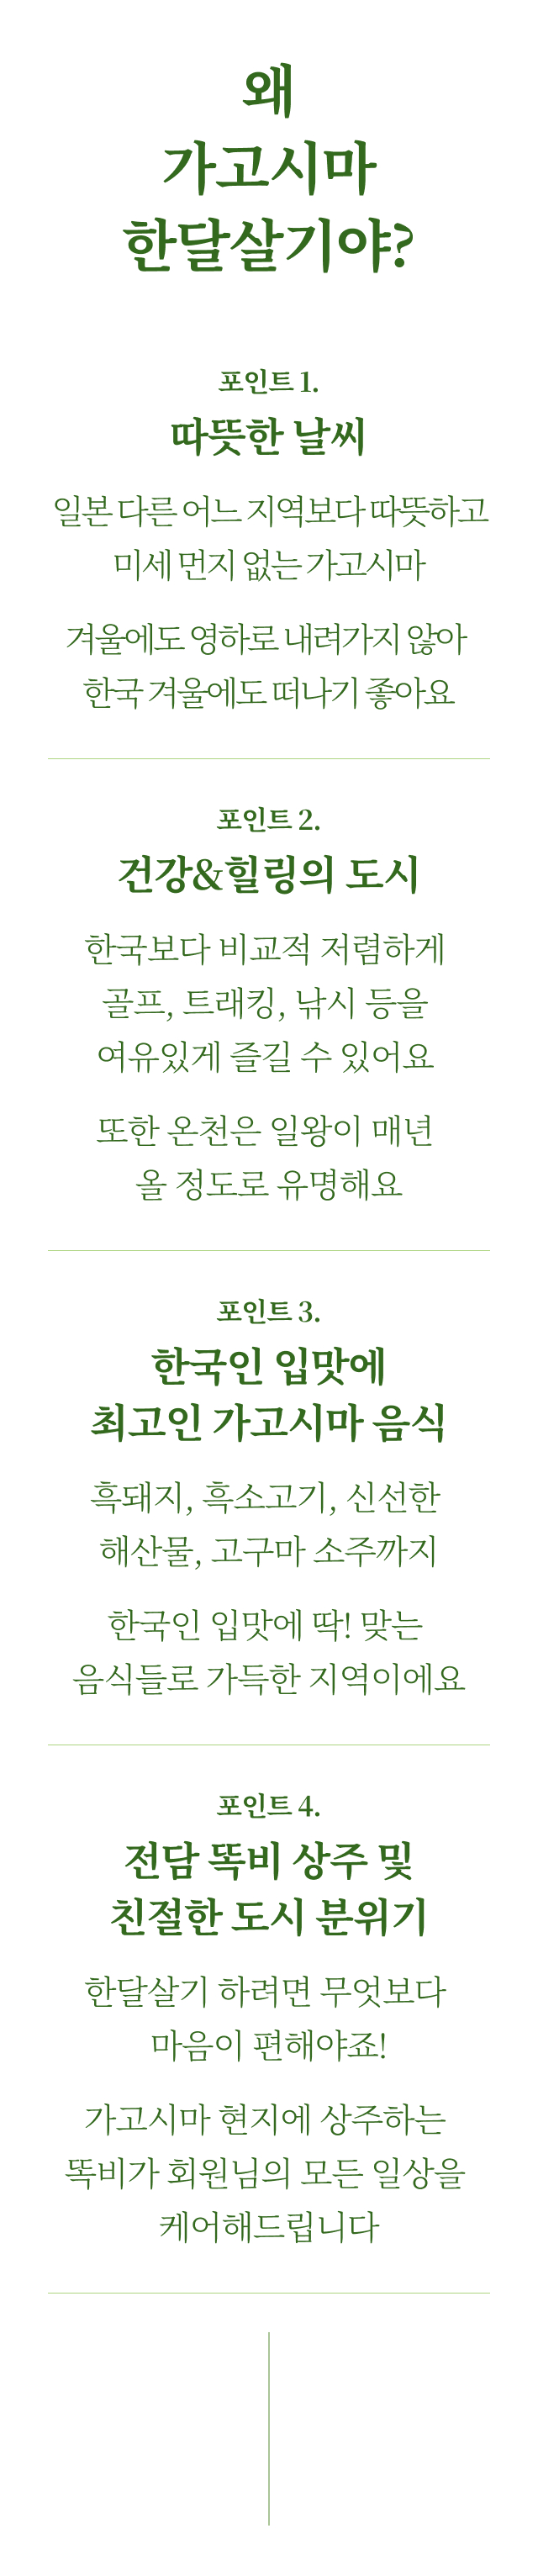 왜
가고시마
한달살기야?
포인트 1.
따뜻한 날씨
일본 다른 어느 지역보다 따뜻하고
미세 먼지 없는 가고시마
겨울에도 영하로 내려가지 않아
한국 겨울에도 떠나기 좋아요
포인트 2.
건강&힐링의 도시
한국보다 비교적 저렴하게
골프, 트래킹, 낚시 등을
여유있게 즐길 수 있어요
또한 온천은 일왕이 매년
올 정도로 유명해요
포인트 3.
한국인 입맛에
최고인 가고시마 음식
흑돼지, 흑소고기, 신선한
해산물, 고구마 소주까지
한국인 입맛에 딱! 맞는
음식들로 가득한 지역이에요
포인트 4.
전담 똑비 상주 및
친절한 도시 분위기
한달살기 하려면 무엇보다
마음이 편해야죠!
가고시마 현지에 상주하는
똑비가 회원님의 모든 일상을
케어해드립니다